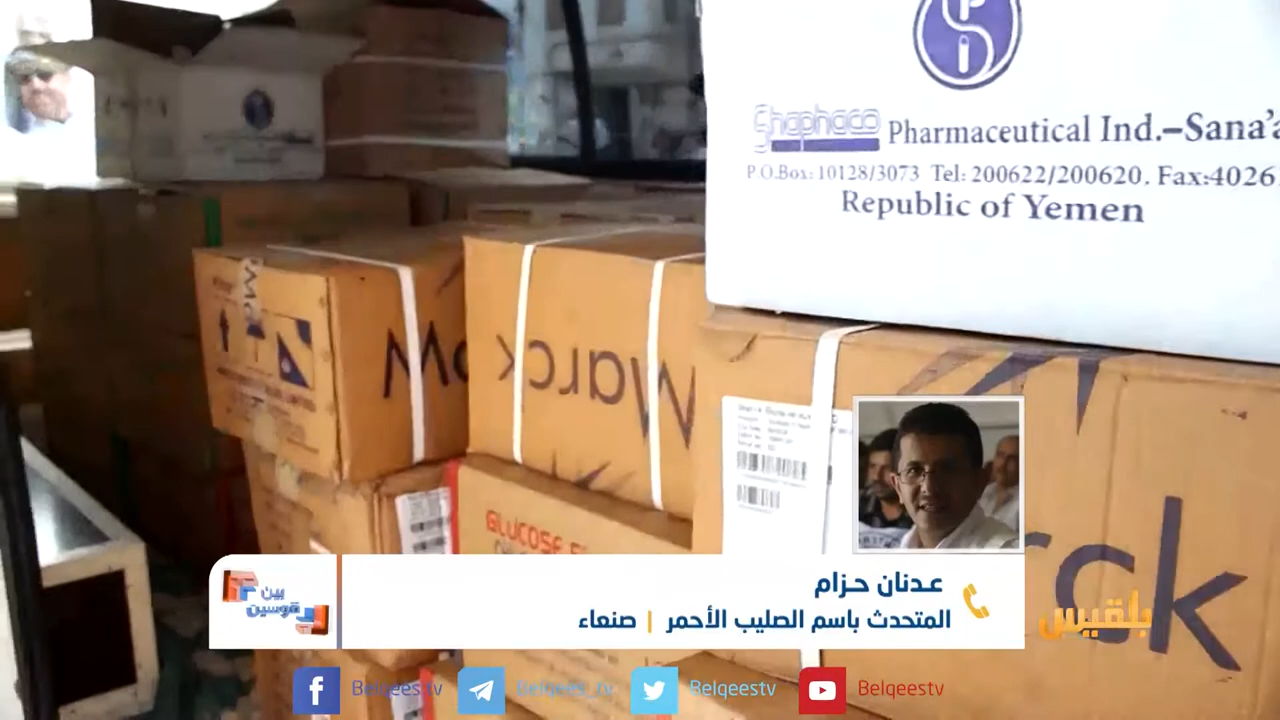 Shaphaco Pharmaceutical Ind.–Sana'a
P.O.Box: 10128/3073 Tel: 200622/200620. Fax:4026
Republic of Yemen
Marck
Marck
GLUCOSE
عدنان حزام
المتحدث باسم الصليب الأحمر | صنعاء
بين قوسين
بلقيس
Belqees.tv
Belqees_tv
Belqeestv
Belqeestv